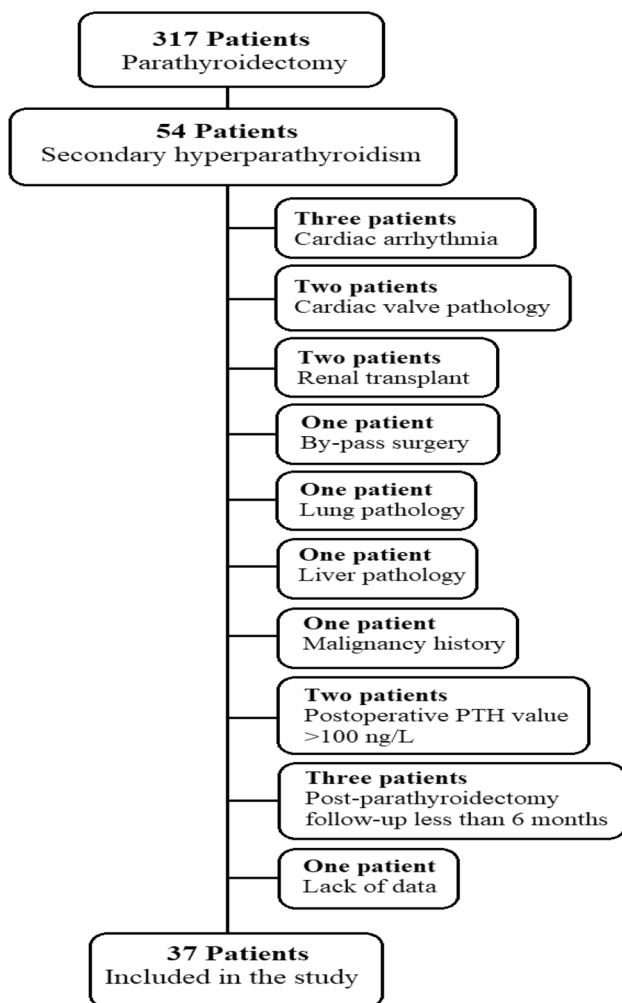 317 Patients
Parathyroidectomy
54 Patients
Secondary hyperparathyroidism
Three patients
Cardiac arrhythmia
Two patients
Cardiac valve pathology
Two patients
Renal transplant
One patient
By-pass surgery
One patient
Lung pathology
One patient
Liver pathology
One patient
Malignancy history
Two patients
Postoperative PTH value
>100 ng/L
Three patients
Post-parathyroidectomy
follow-up less than 6 months
One patient
Lack of data
37 Patients
Included in the study